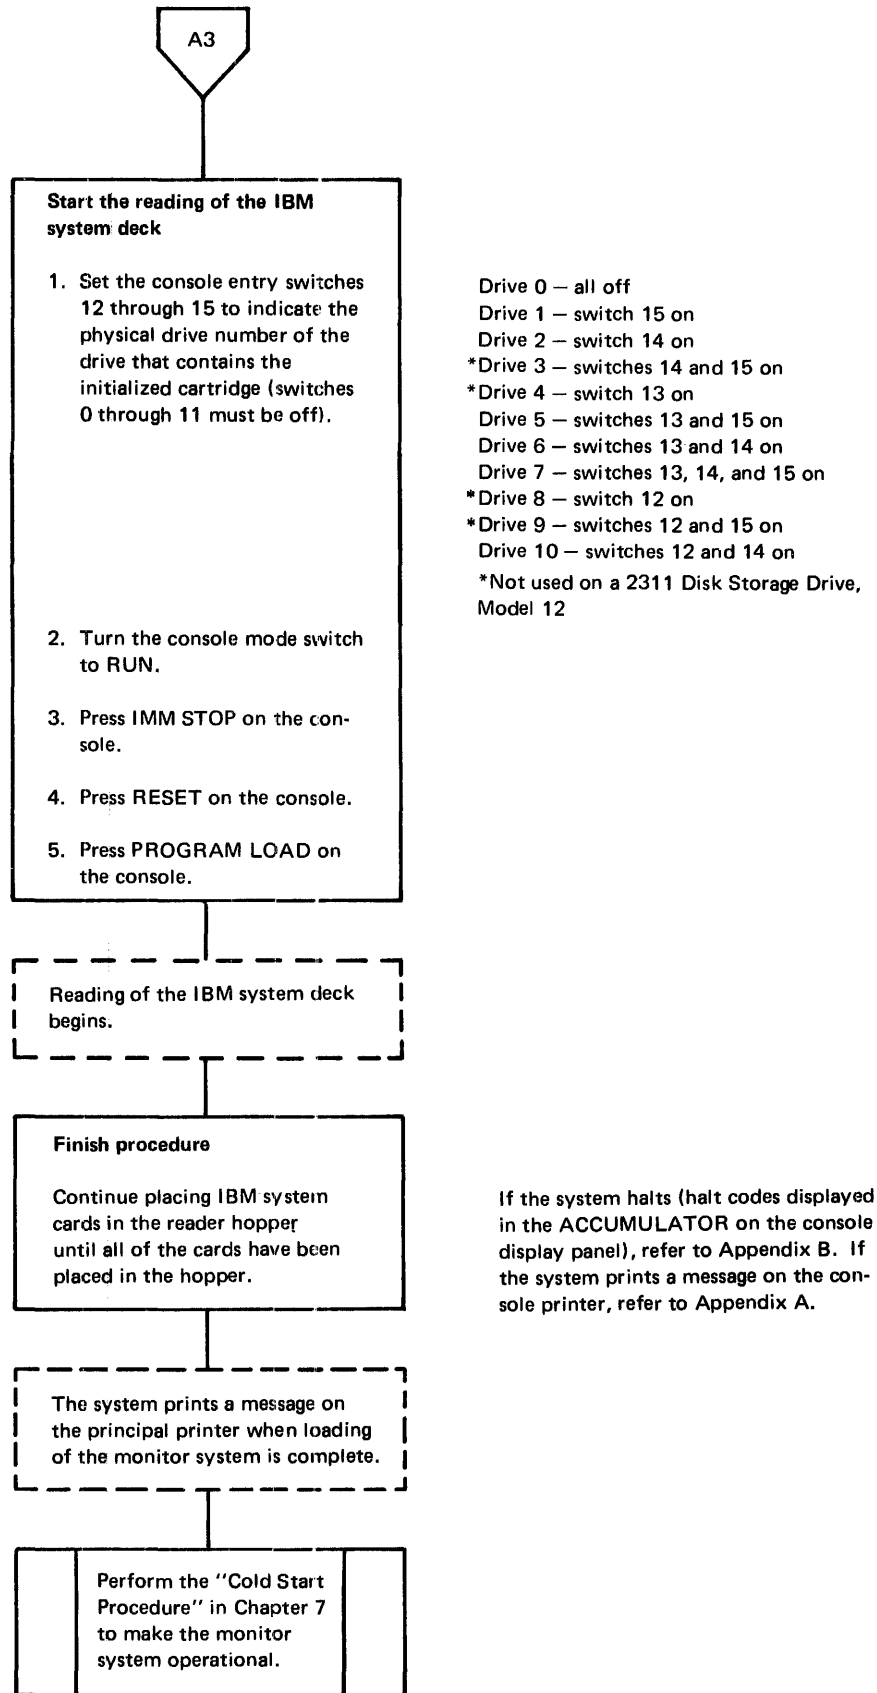 A3
Start the reading of the IBM
system deck
1. Set the console entry switches
12 through 15 to indicate the
physical drive number of the
drive that contains the
initialized cartridge (switches
0 through 11 must be off).
Drive 0 — all off
Drive 1 — switch 15 on
Drive 2 — switch 14 on
*Drive 3 — switches 14 and 15 on
*Drive 4 — switch 13 on
Drive 5 — switches 13 and 15 on
Drive 6 — switches 13 and 14 on
Drive 7 — switches 13, 14, and 15 on
*Drive 8 — switch 12 on
*Drive 9 — switches 12 and 15 on
Drive 10 — switches 12 and 14 on
*Not used on a 2311 Disk Storage Drive,
Model 12
2. Turn the console mode switch
to RUN.
3. Press IMM STOP on the con-
sole.
4. Press RESET on the console.
5. Press PROGRAM LOAD on
the console.
Reading of the IBM system deck
begins.
Finish procedure
Continue placing IBM system
cards in the reader hopper
until all of the cards have been
placed in the hopper.
If the system halts (halt codes displayed
in the ACCUMULATOR on the console
display panel), refer to Appendix B. If
the system prints a message on the con-
sole printer, refer to Appendix A.
The system prints a message on
the principal printer when loading
of the monitor system is complete.
Perform the "Cold Start
Procedure" in Chapter 7
to make the monitor
system operational.